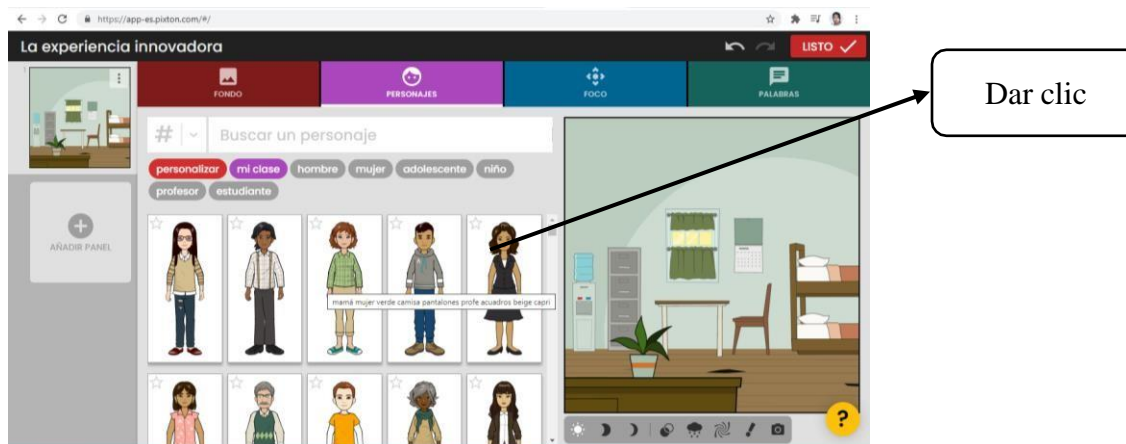 https://app-es.pixton.com/#/
La experiencia innovadora
LISTO
FONDO
PERSONAJES
FOCO
PALABRAS
Dar clic
# Buscar un personaje
personalizar mi clase hombre mujer adolescente niño
profesor estudiante
AÑADIR PANEL
mamá mujer verde camisa pantalones profe acuadros beige capri
?